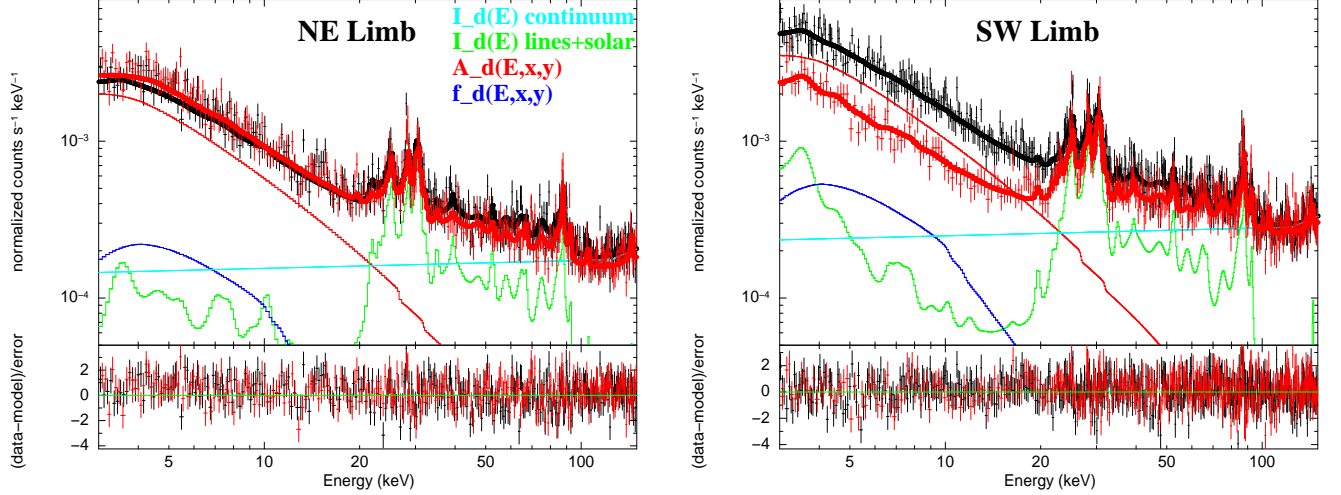 NE Limb
I_d(E) continuum
I_d(E) lines+solar
A_d(E,x,y)
f_d(E,x,y)
normalized counts s⁻¹ keV⁻¹
10⁻³
10⁻⁴
(data−model)/error
2
0
−2
−4
5 10 20 50 100
Energy (keV)
SW Limb
normalized counts s⁻¹ keV⁻¹
10⁻³
10⁻⁴
(data−model)/error
2
0
−2
−4
5 10 20 50 100
Energy (keV)